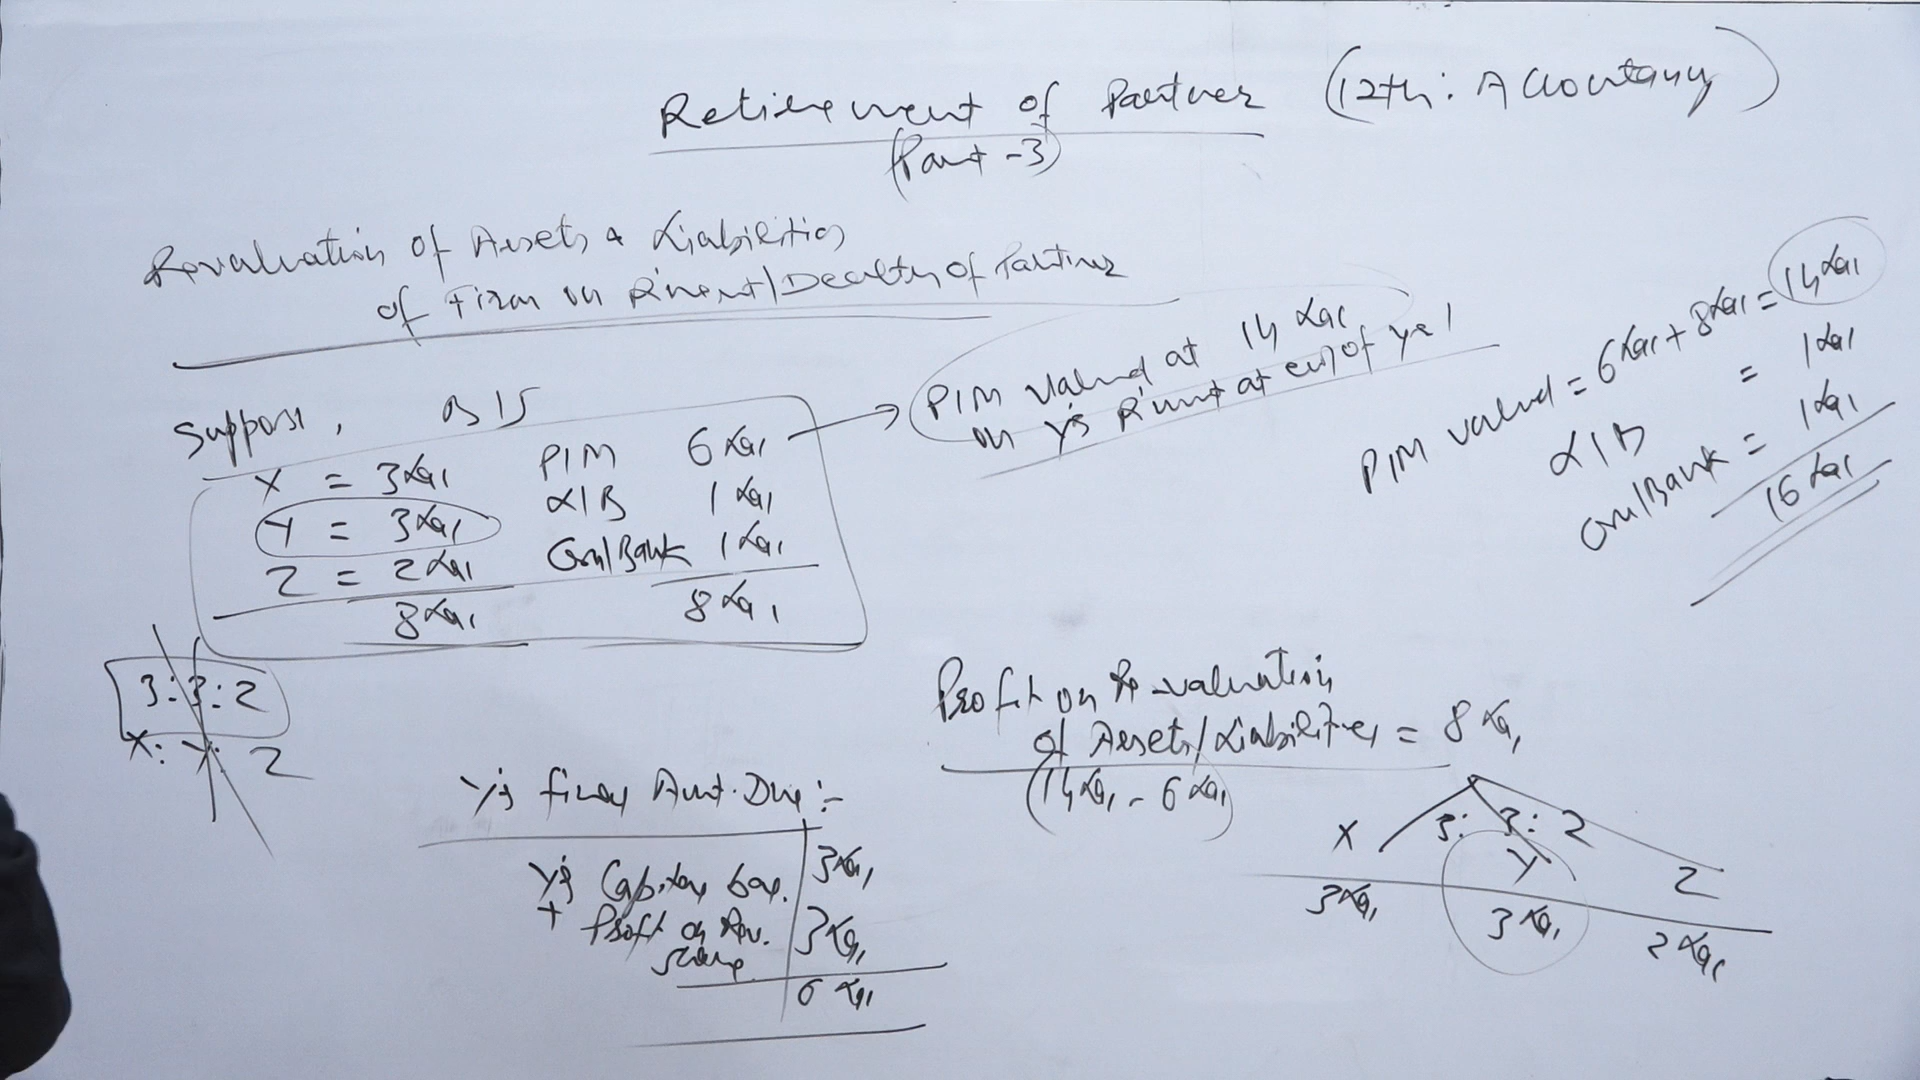 Retirement of Partner (12th: Accountany)
(Part -3)
Revaluation of Assets & Liabilities
of Firm on R'ment/Death of Partner
Suppose, B/S
X = 3 Lac P/M 6 Lac
Y = 3 Lac L/B 1 Lac
Z = 2 Lac Cash/Bank 1 Lac
8 Lac 8 Lac
P/M valued at 14 Lac
on Y's R'ment at end of yr 1
P/M valued = 6 Lac + 8 Lac = 14 Lac
L/B = 1 Lac
Cash/Bank = 1 Lac
16 Lac
3:3:2
X: Y: Z
Profit on Re-valuation
of Assets/Liabilities = 8 Lac
(14 Lac - 6 Lac)
3: 3: 2
X Y Z
3 Lac 3 Lac 2 Lac
Y's final Amt. Due:-
Y's Capital bal. 3 Lac
+ Profit on Rev. 3 Lac
share
6 Lac